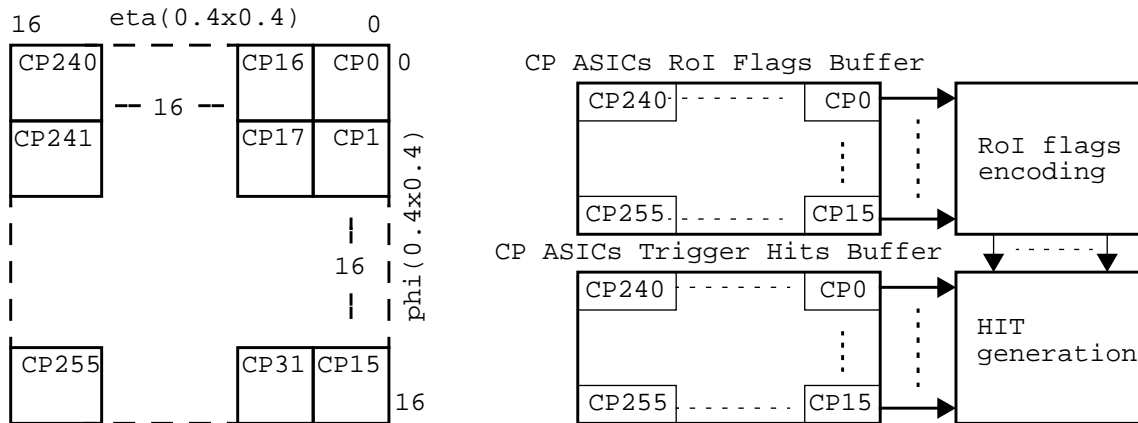 16 eta(0.4x0.4) 0
CP240 CP16 CP0 0
16
CP241 CP17 CP1
phi(0.4x0.4)
16
CP255 CP31 CP15
16
CP ASICs RoI Flags Buffer
CP240 CP0
RoI flags
encoding
CP255 CP15
CP ASICs Trigger Hits Buffer
CP240 CP0
HIT
generation
CP255 CP15